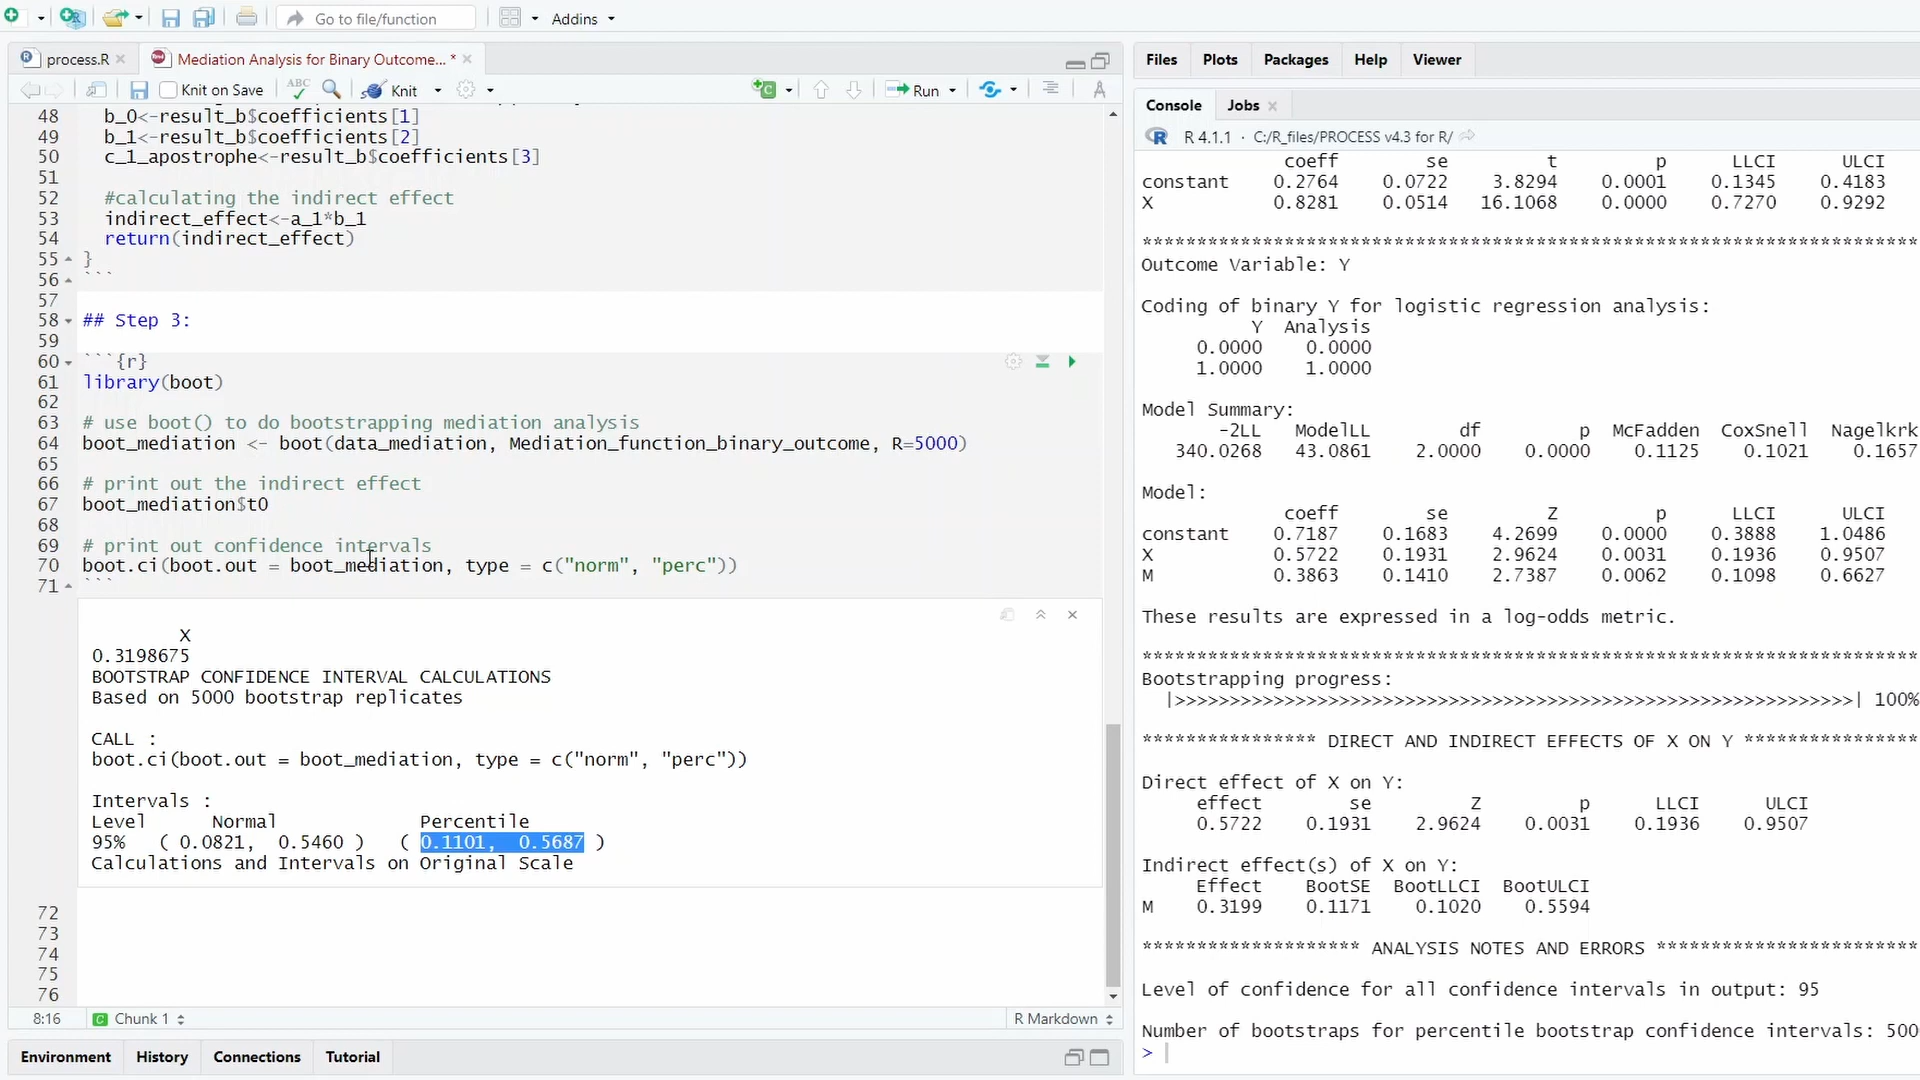 Go to file/function
Addins
process.R
Mediation Analysis for Binary Outcome... *
Knit on Save
ABC
Knit
Run
48 b_0<-result_b$coefficients[1]
49 b_1<-result_b$coefficients[2]
50 c_1_apostrophe<-result_b$coefficients[3]
51
52 #calculating the indirect effect
53 indirect_effect<-a_1*b_1
54 return(indirect_effect)
55 }
56 ```
57
58 ## Step 3:
59
60 ```{r}
61 library(boot)
62
63 # use boot() to do bootstrapping mediation analysis
64 boot_mediation <- boot(data_mediation, Mediation_function_binary_outcome, R=5000)
65
66 # print out the indirect effect
67 boot_mediation$t0
68
69 # print out confidence intervals
70 boot.ci(boot.out = boot_mediation, type = c("norm", "perc"))
71 ```
X
0.3198675
BOOTSTRAP CONFIDENCE INTERVAL CALCULATIONS
Based on 5000 bootstrap replicates
CALL :
boot.ci(boot.out = boot_mediation, type = c("norm", "perc"))
Intervals :
Level Normal Percentile
95% ( 0.0821, 0.5460 ) ( 0.1101, 0.5687 )
Calculations and Intervals on Original Scale
72
73
74
75
76
8:16 Chunk 1 R Markdown
Environment History Connections Tutorial
Files Plots Packages Help Viewer
Console Jobs
R 4.1.1 · C:/R_files/PROCESS v4.3 for R/
coeff se t p LLCI ULCI
constant 0.2764 0.0722 3.8294 0.0001 0.1345 0.4183
X 0.8281 0.0514 16.1068 0.0000 0.7270 0.9292
***********************************************************************
Outcome Variable: Y
Coding of binary Y for logistic regression analysis:
Y Analysis
0.0000 0.0000
1.0000 1.0000
Model Summary:
-2LL ModelLL df p McFadden CoxSnell Nagelkrk
340.0268 43.0861 2.0000 0.0000 0.1125 0.1021 0.1657
Model:
coeff se Z p LLCI ULCI
constant 0.7187 0.1683 4.2699 0.0000 0.3888 1.0486
X 0.5722 0.1931 2.9624 0.0031 0.1936 0.9507
M 0.3863 0.1410 2.7387 0.0062 0.1098 0.6627
These results are expressed in a log-odds metric.
***********************************************************************
Bootstrapping progress:
|>>>>>>>>>>>>>>>>>>>>>>>>>>>>>>>>>>>>>>>>>>>>>>>>>>>>>>>>>>>>>>| 100%
**************** DIRECT AND INDIRECT EFFECTS OF X ON Y ****************
Direct effect of X on Y:
effect se Z p LLCI ULCI
0.5722 0.1931 2.9624 0.0031 0.1936 0.9507
Indirect effect(s) of X on Y:
Effect BootSE BootLLCI BootULCI
M 0.3199 0.1171 0.1020 0.5594
******************** ANALYSIS NOTES AND ERRORS ************************
Level of confidence for all confidence intervals in output: 95
Number of bootstraps for percentile bootstrap confidence intervals: 500
>